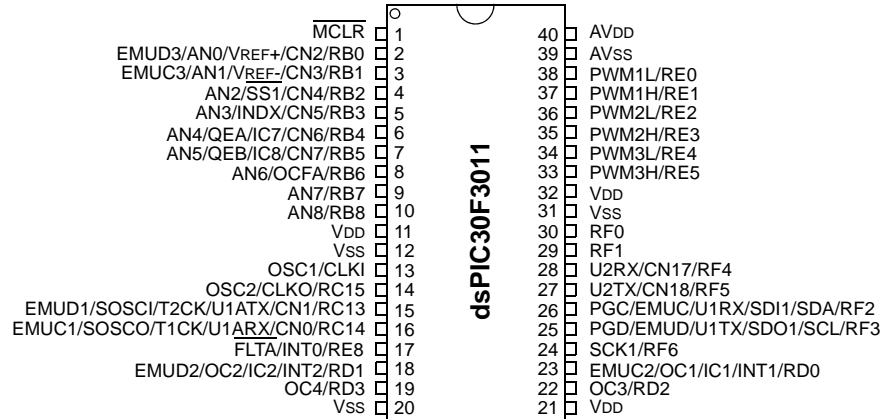 MCLR 1 40 AVDD
EMUD3/AN0/VREF+/CN2/RB0 2 39 AVSS
EMUC3/AN1/VREF-/CN3/RB1 3 38 PWM1L/RE0
AN2/SS1/CN4/RB2 4 37 PWM1H/RE1
AN3/INDX/CN5/RB3 5 36 PWM2L/RE2
AN4/QEA/IC7/CN6/RB4 6 35 PWM2H/RE3
AN5/QEB/IC8/CN7/RB5 7 34 PWM3L/RE4
AN6/OCFA/RB6 8 33 PWM3H/RE5
AN7/RB7 9 32 VDD
AN8/RB8 10 31 VSS
VDD 11 30 RF0
VSS 12 29 RF1
OSC1/CLKI 13 28 U2RX/CN17/RF4
OSC2/CLKO/RC15 14 27 U2TX/CN18/RF5
EMUD1/SOSCI/T2CK/U1ATX/CN1/RC13 15 26 PGC/EMUC/U1RX/SDI1/SDA/RF2
EMUC1/SOSCO/T1CK/U1ARX/CN0/RC14 16 25 PGD/EMUD/U1TX/SDO1/SCL/RF3
FLTA/INT0/RE8 17 24 SCK1/RF6
EMUD2/OC2/IC2/INT2/RD1 18 23 EMUC2/OC1/IC1/INT1/RD0
OC4/RD3 19 22 OC3/RD2
VSS 20 21 VDD
dsPIC30F3011